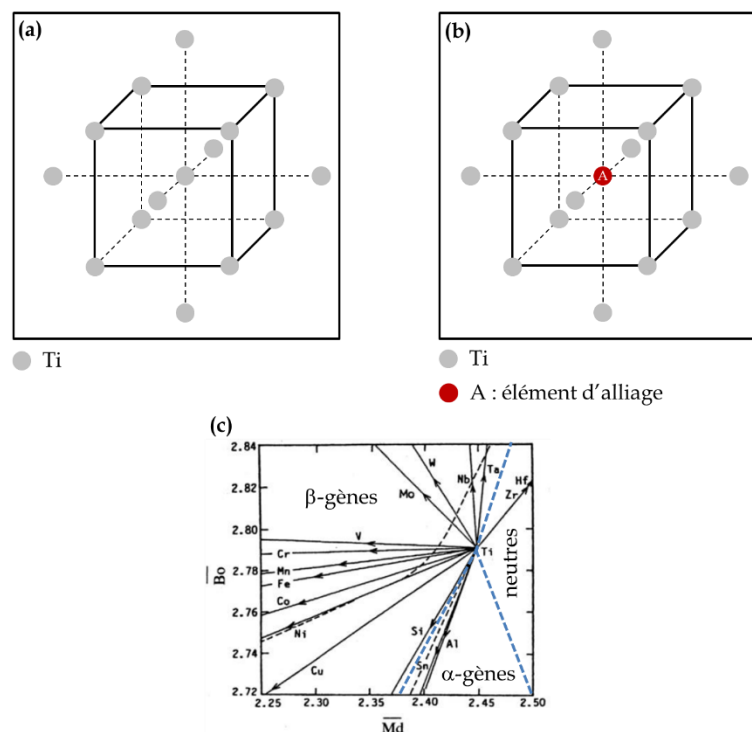 (a)
(b)
A
Ti
Ti
A : élément d'alliage
(c)
2.84
2.82
2.80
2.78
2.76
2.74
2.72
Bo
2.25
2.30
2.35
2.40
2.45
2.50
Md
β-gènes
neutres
α-gènes
W
Mo
Nb
Ta
Hf
Zr
V
Ti
Cr
Mn
Fe
Co
Ni
Cu
Si
Al
Sn